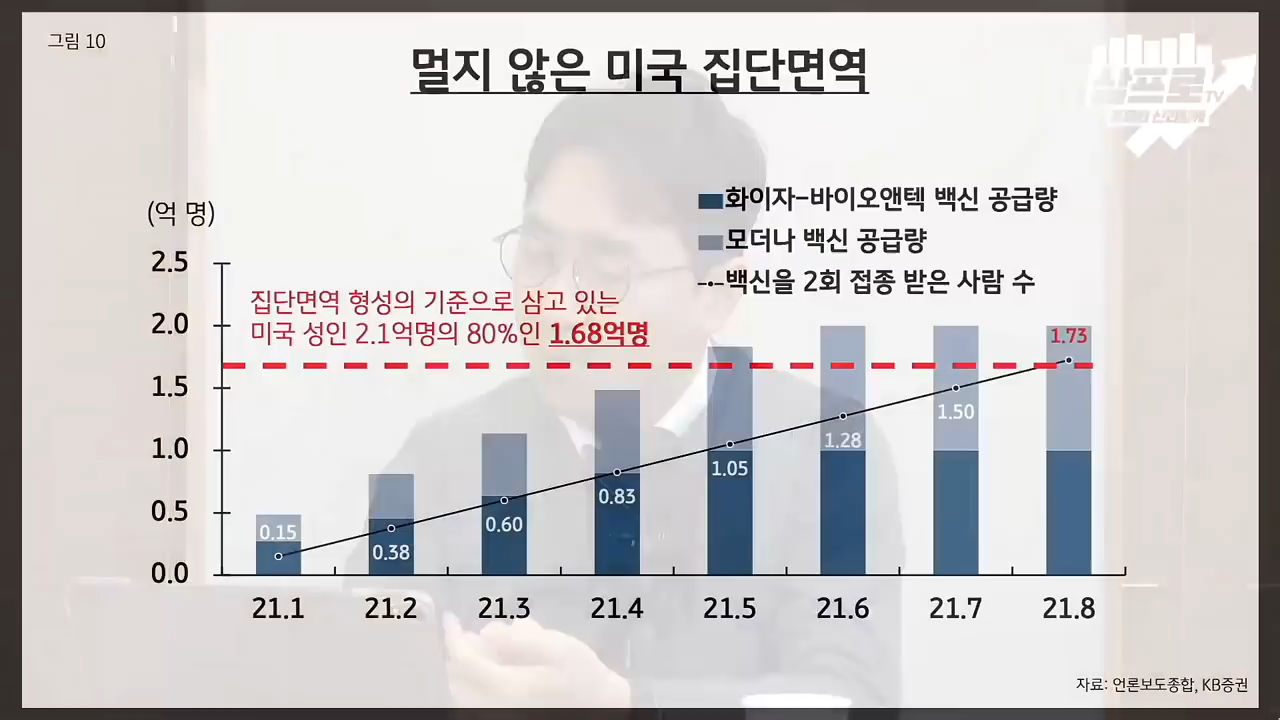 그림 10
멀지 않은 미국 집단면역
삼프로TV
(억 명)
화이자-바이오앤텍 백신 공급량
모더나 백신 공급량
백신을 2회 접종 받은 사람 수
2.5
2.0
1.5
1.0
0.5
0.0
집단면역 형성의 기준으로 삼고 있는
미국 성인 2.1억명의 80%인 1.68억명
0.15
0.38
0.60
0.83
1.05
1.28
1.50
1.73
21.1 21.2 21.3 21.4 21.5 21.6 21.7 21.8
자료: 언론보도종합, KB증권